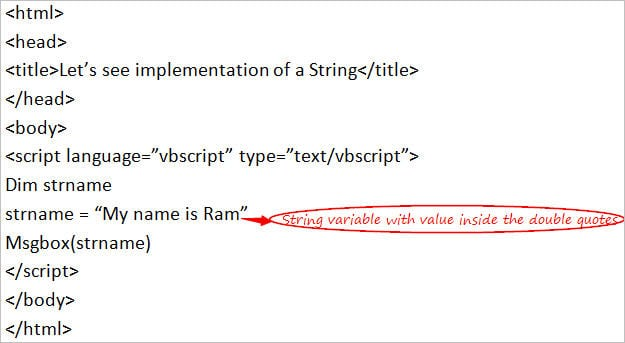 <html>
<head>
<title>Let’s see implementation of a String</title>
</head>
<body>
<script language=”vbscript” type=”text/vbscript”>
Dim strname
strname = “My name is Ram” String variable with value inside the double quotes
Msgbox(strname)
</script>
</body>
</html>